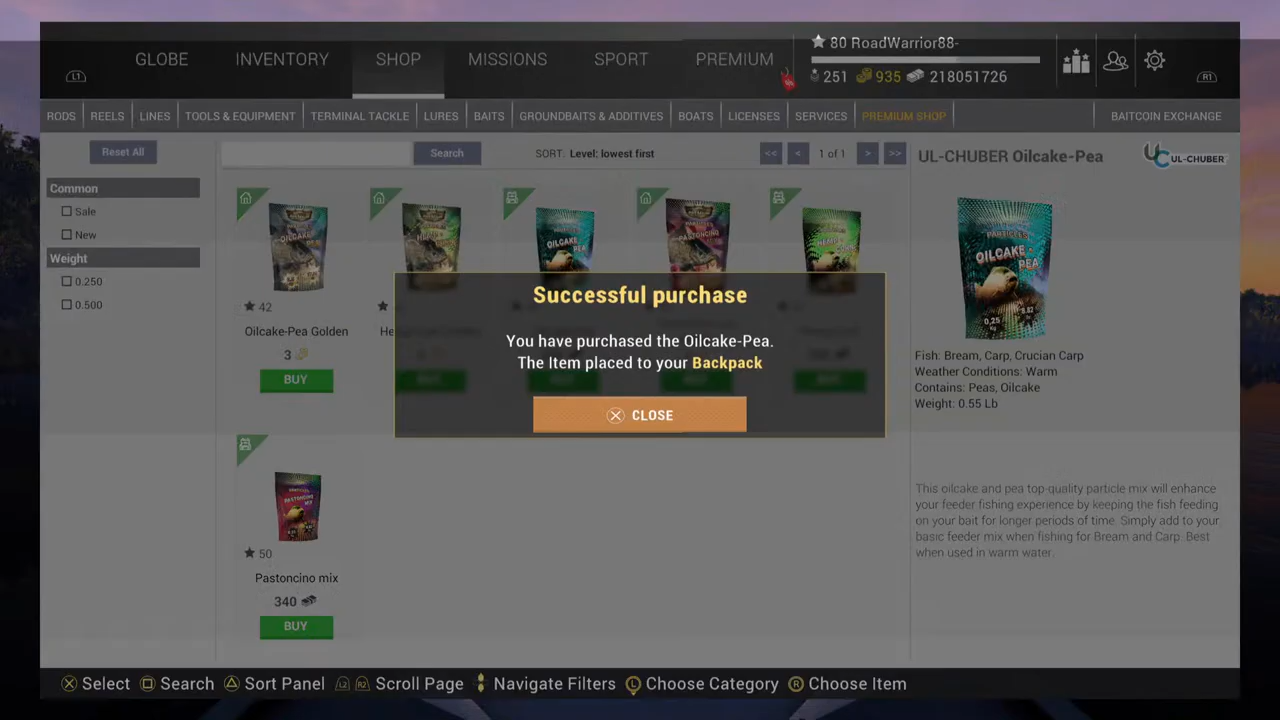 GLOBE INVENTORY SHOP MISSIONS SPORT PREMIUM
80 RoadWarrior88-
251 935 218051726
L1
R1
RODS REELS LINES TOOLS & EQUIPMENT TERMINAL TACKLE LURES BAITS GROUNDBAITS & ADDITIVES BOATS LICENSES SERVICES PREMIUM SHOP BAITCOIN EXCHANGE
Reset All
Search
SORT: Level: lowest first
<< < 1 of 1 > >>
UL-CHUBER Oilcake-Pea
UL-CHUBER
Common
Sale
New
Weight
0.250
0.500
42
Oilcake-Pea Golden
3
BUY
Successful purchase
You have purchased the Oilcake-Pea.
The Item placed to your Backpack
CLOSE
OILCAKE
PEA
Fish: Bream, Carp, Crucian Carp
Weather Conditions: Warm
Contains: Peas, Oilcake
Weight: 0.55 Lb
This oilcake and pea top-quality particle mix will enhance
your feeder fishing experience by keeping the fish feeding
on your bait for longer periods of time. Simply add to your
basic feeder mix when fishing for Bream and Carp. Best
when used in warm water.
50
Pastoncino mix
340
BUY
Select Search Sort Panel L2 R2 Scroll Page Navigate Filters L Choose Category R Choose Item